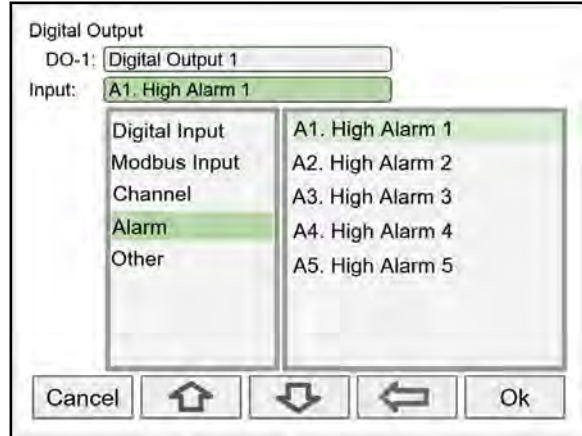 Digital Output
DO-1: Digital Output 1
Input: A1. High Alarm 1
Digital Input
Modbus Input
Channel
Alarm
Other
A1. High Alarm 1
A2. High Alarm 2
A3. High Alarm 3
A4. High Alarm 4
A5. High Alarm 5
Cancel
Ok